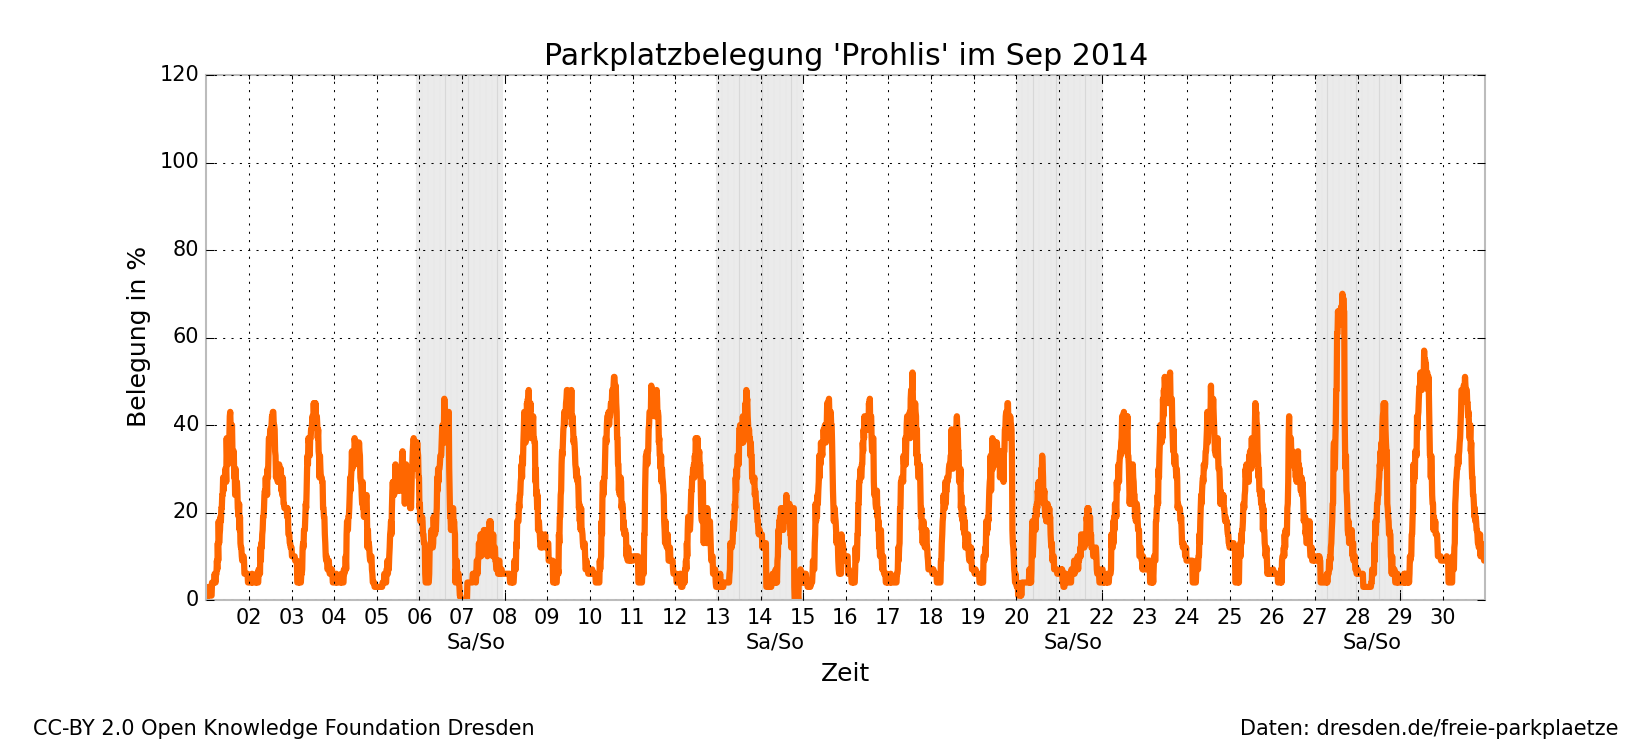 Parkplatzbelegung 'Prohlis' im Sep 2014
120
100
80
60
40
20
0
Belegung in %
02 03 04 05 06 07 08 09 10 11 12 13 14 15 16 17 18 19 20 21 22 23 24 25 26 27 28 29 30
Sa/So Sa/So Sa/So Sa/So
Zeit
CC-BY 2.0 Open Knowledge Foundation Dresden
Daten: dresden.de/freie-parkplaetze